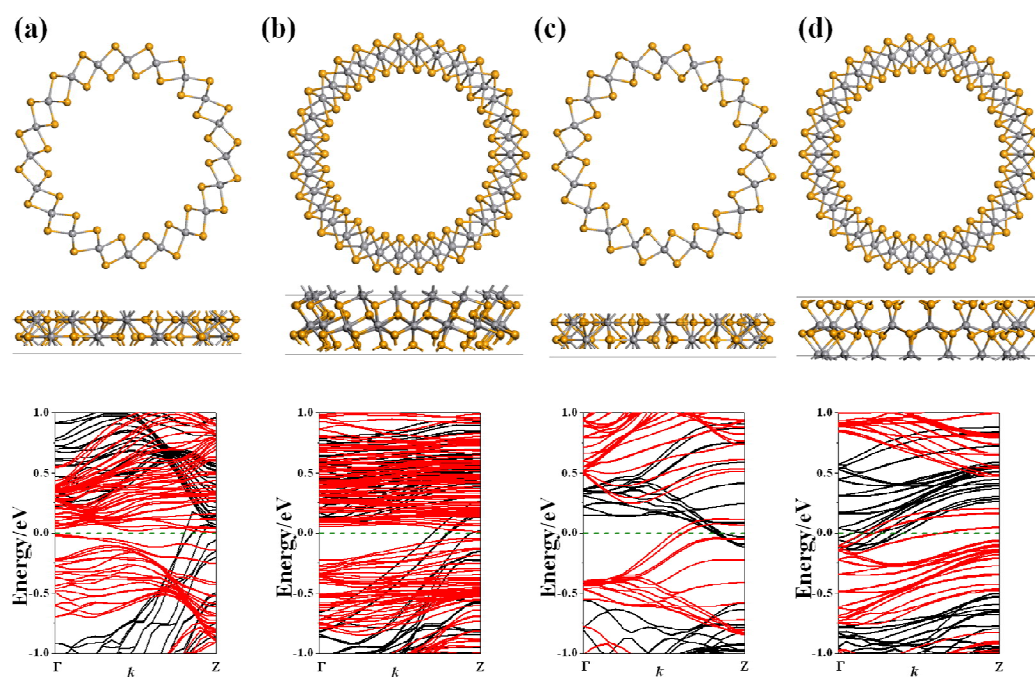 (a) (b) (c) (d)
1.0 1.0 1.0 1.0
0.5 0.5 0.5 0.5
Energy/eV Energy/eV Energy/eV Energy/eV
0.0 0.0 0.0 0.0
-0.5 -0.5 -0.5 -0.5
-1.0 -1.0 -1.0 -1.0
Γ k Z Γ k Z Γ k Z Γ k Z